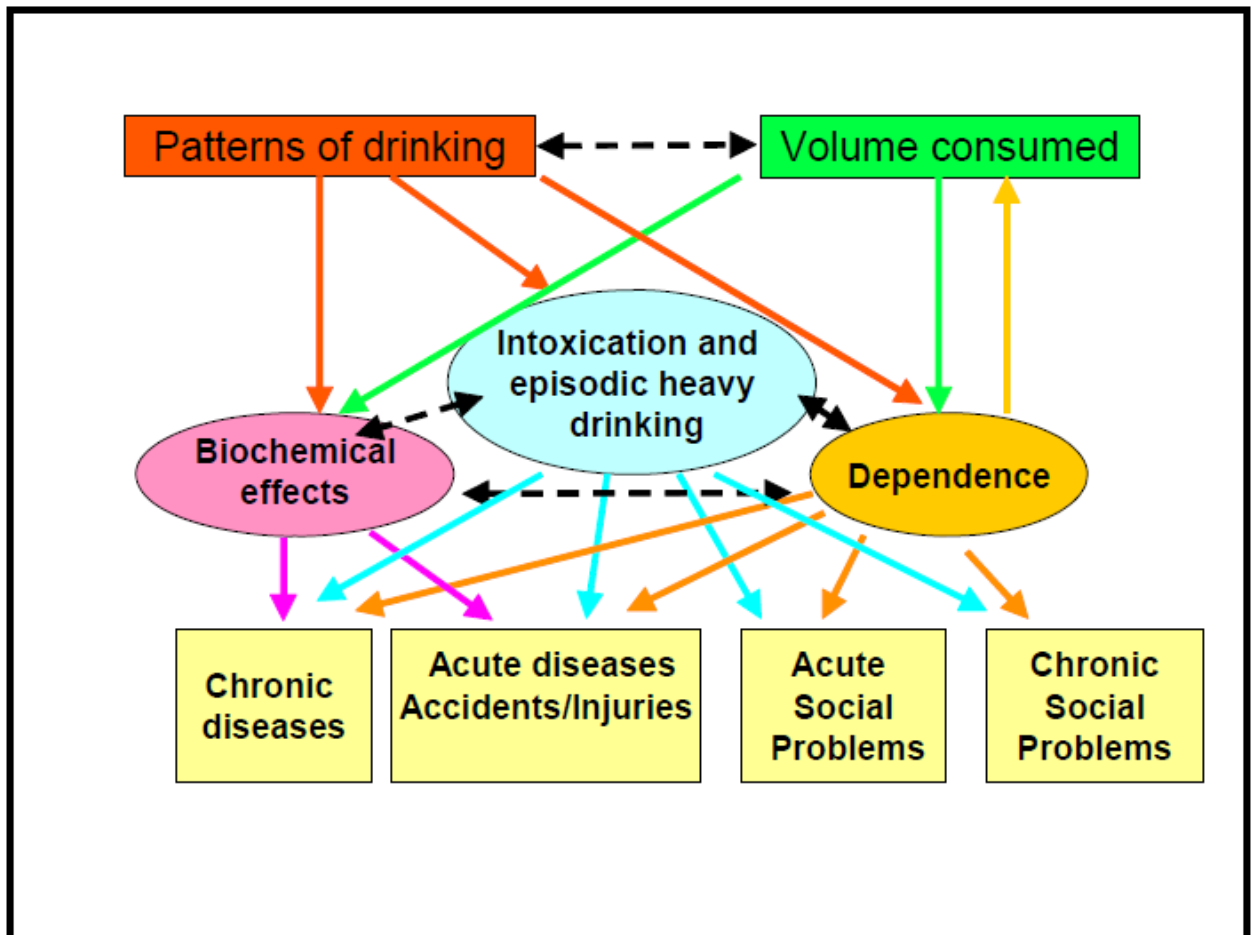 Patterns of drinking
Volume consumed
Intoxication and
episodic heavy
drinking
Biochemical
effects
Dependence
Chronic
diseases
Acute diseases
Accidents/Injuries
Acute
Social
Problems
Chronic
Social
Problems